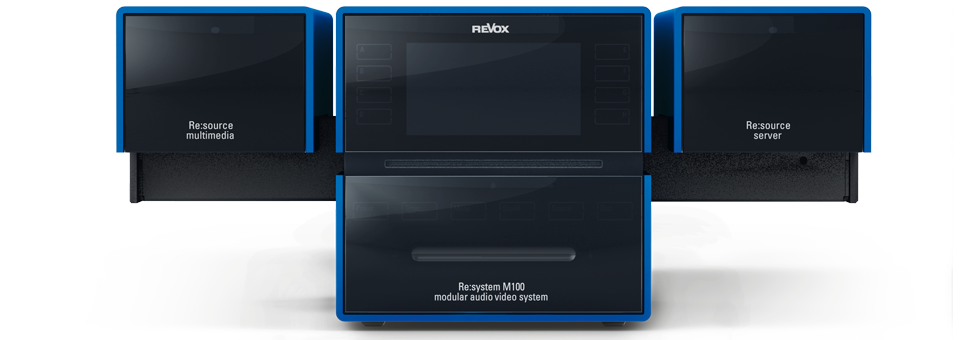 REVOX
Re:source
multimedia
Re:source
server
Re:system M100
modular audio video system